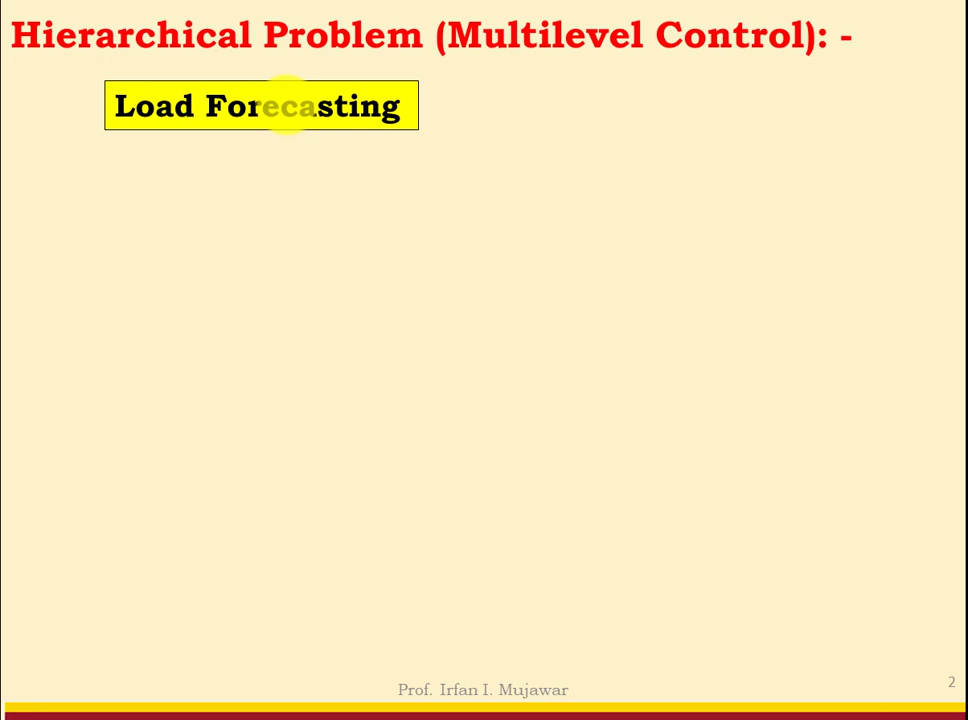 Hierarchical Problem (Multilevel Control): -
Load Forecasting
Prof. Irfan I. Mujawar
2